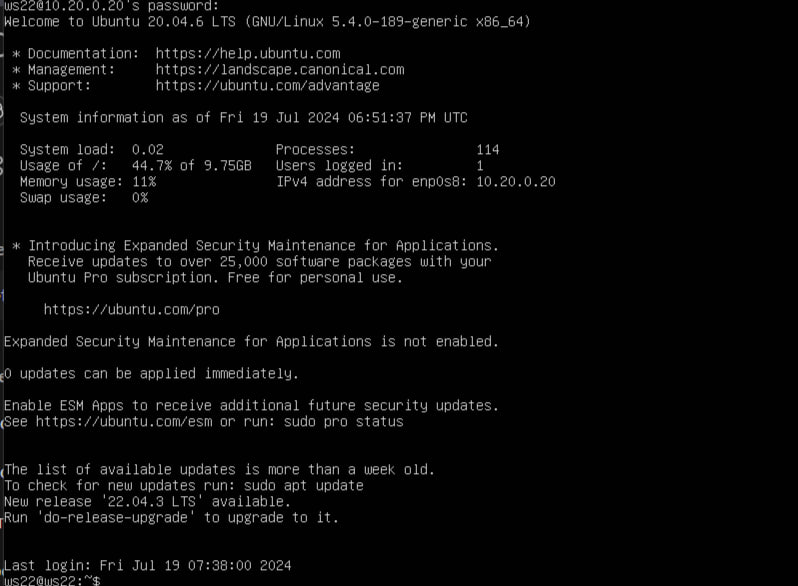 ws22@10.20.0.20's password:
Welcome to Ubuntu 20.04.6 LTS (GNU/Linux 5.4.0-189-generic x86_64)
* Documentation:  https://help.ubuntu.com
* Management:     https://landscape.canonical.com
* Support:        https://ubuntu.com/advantage
System information as of Fri 19 Jul 2024 06:51:37 PM UTC
System load:  0.02              Processes:               114
Usage of /:   44.7% of 9.75GB   Users logged in:         1
Memory usage: 11%               IPv4 address for enp0s8: 10.20.0.20
Swap usage:   0%
* Introducing Expanded Security Maintenance for Applications.
Receive updates to over 25,000 software packages with your
Ubuntu Pro subscription. Free for personal use.
https://ubuntu.com/pro
Expanded Security Maintenance for Applications is not enabled.
0 updates can be applied immediately.
Enable ESM Apps to receive additional future security updates.
See https://ubuntu.com/esm or run: sudo pro status
The list of available updates is more than a week old.
To check for new updates run: sudo apt update
New release '22.04.3 LTS' available.
Run 'do-release-upgrade' to upgrade to it.
Last login: Fri Jul 19 07:38:00 2024
ws22@ws22:~$